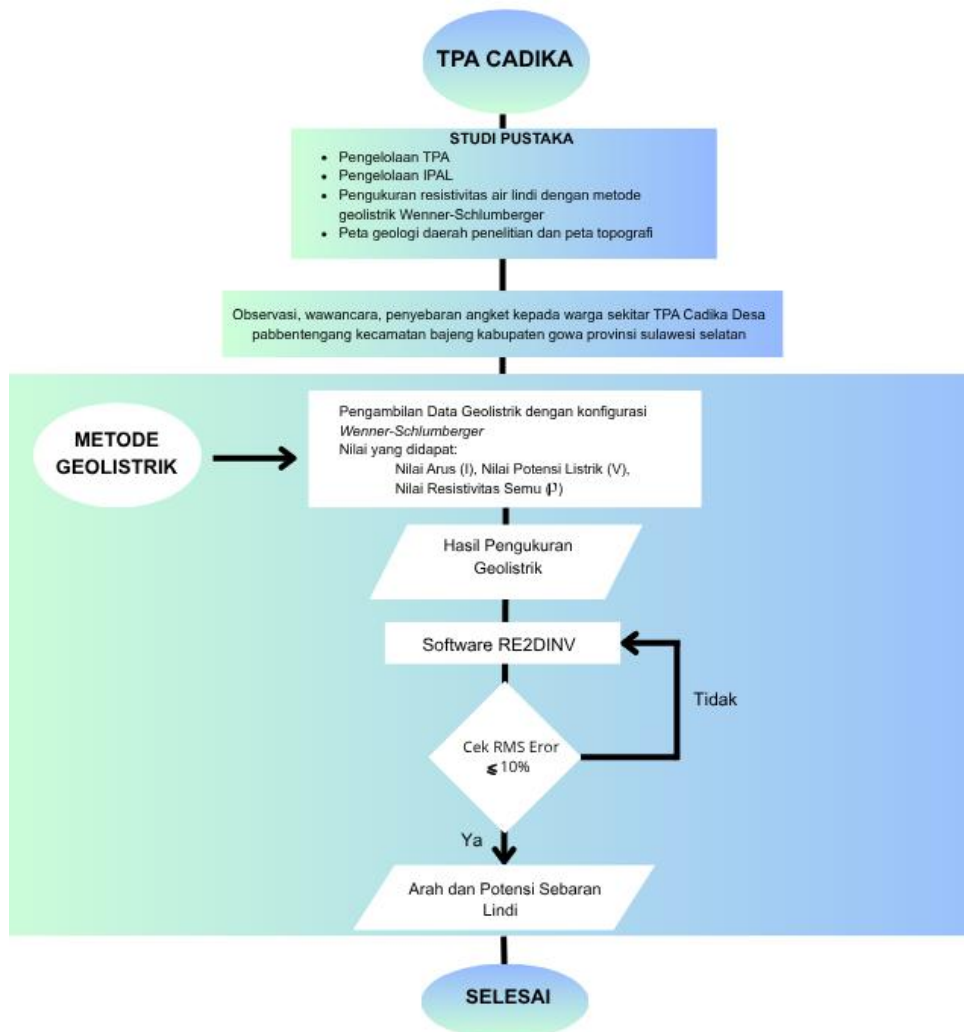 TPA CADIKA
STUDI PUSTAKA
• Pengelolaan TPA
• Pengelolaan IPAL
• Pengukuran resistivitas air lindi dengan metode
geolistrik Wenner-Schlumberger
• Peta geologi daerah penelitian dan peta topografi
Observasi, wawancara, penyebaran angket kepada warga sekitar TPA Cadika Desa
pabbentengang kecamatan bajeng kabupaten gowa provinsi sulawesi selatan
METODE
GEOLISTRIK
Pengambilan Data Geolistrik dengan konfigurasi
Wenner-Schlumberger
Nilai yang didapat:
Nilai Arus (I), Nilai Potensi Listrik (V),
Nilai Resistivitas Semu (ρ)
Hasil Pengukuran
Geolistrik
Software RE2DINV
Tidak
Cek RMS Eror
⩽10%
Ya
Arah dan Potensi Sebaran
Lindi
SELESAI